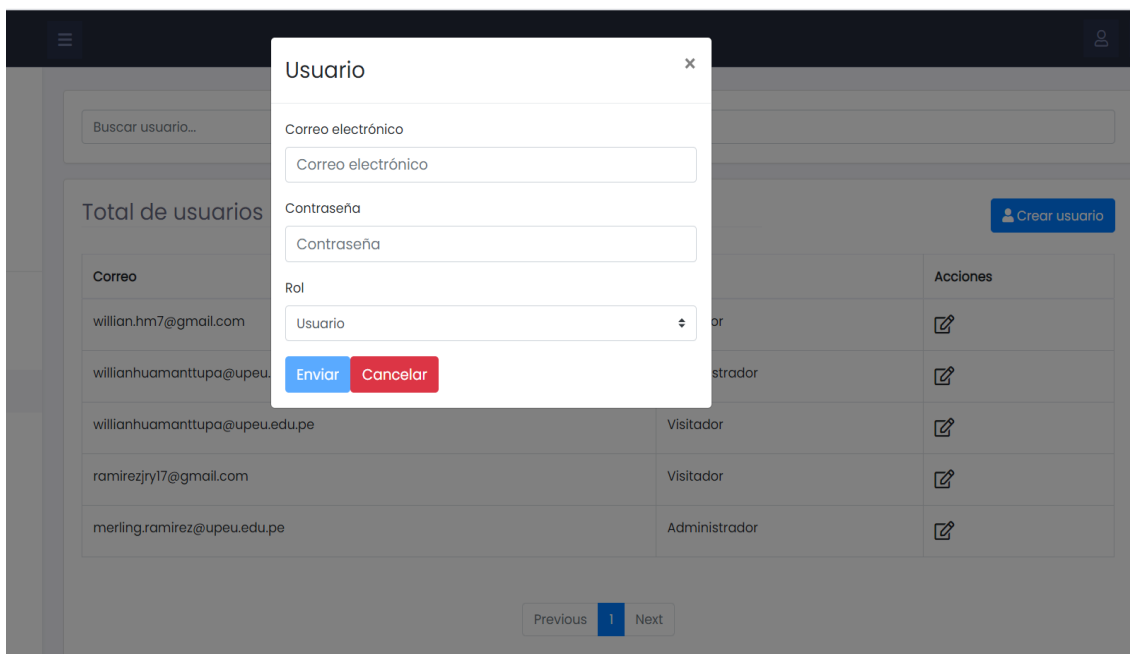 Usuario ×
Buscar usuario...
Correo electrónico
Correo electrónico
Total de usuarios
Contraseña
Crear usuario
Contraseña
Correo
Acciones
Rol
willian.hm7@gmail.com
Usuario
or
Enviar Cancelar
willianhuamanttupa@upeu.
strador
willianhuamanttupa@upeu.edu.pe Visitador
ramirezjry17@gmail.com Visitador
merling.ramirez@upeu.edu.pe Administrador
Previous 1 Next